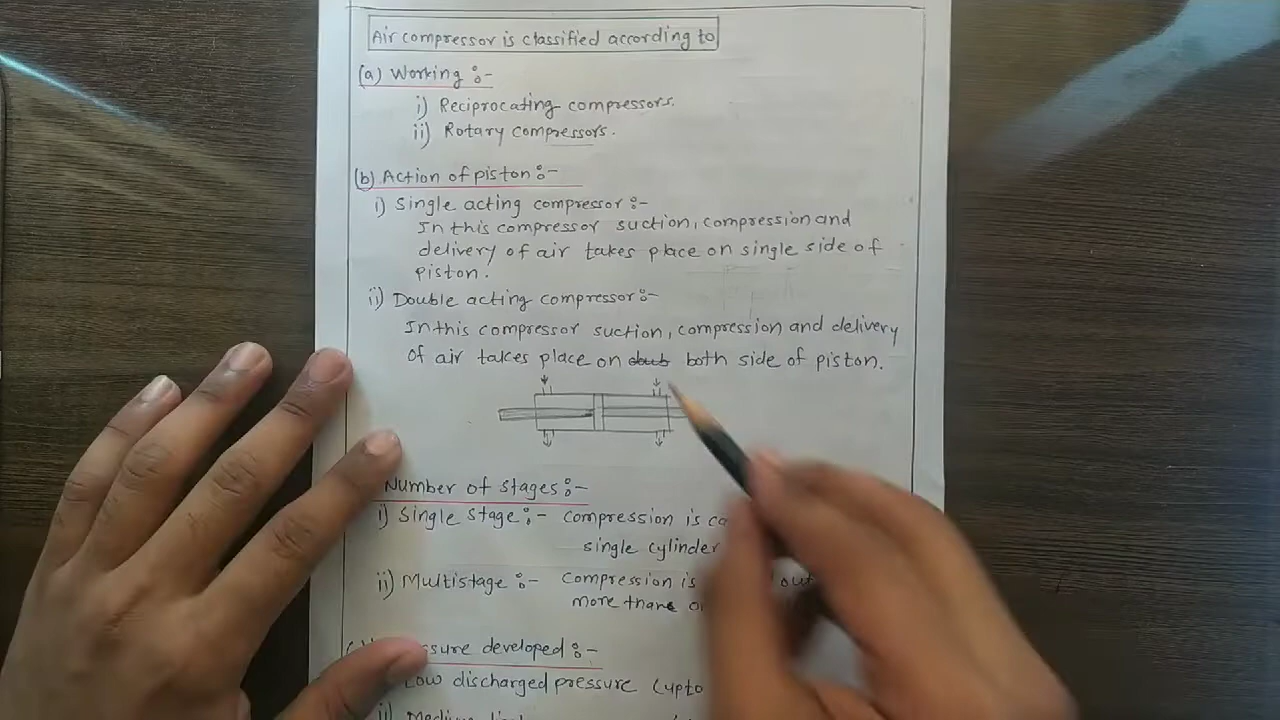 Air compressor is classified according to
(a) Working :-
i) Reciprocating compressors.
ii) Rotary compressors.
(b) Action of piston :-
i) Single acting compressor :-
In this compressor suction, compression and
delivery of air takes place on single side of
piston.
ii) Double acting compressor :-
In this compressor suction, compression and delivery
of air takes place on both side of piston.
Number of stages :-
i) Single stage :- Compression is
single cylinder
ii) Multistage :- Compression is out
more than
developed :-
Low discharged pressure (upto
ii)